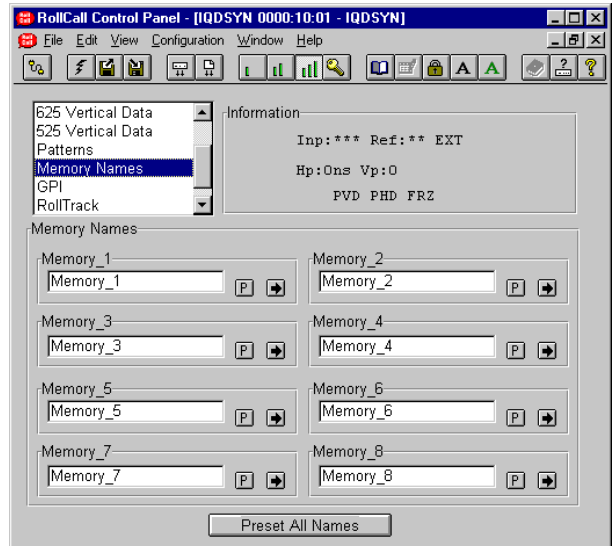 RollCall Control Panel - [IQDSYN 0000:10:01 - IQDSYN]
File Edit View Configuration Window Help
A A ? ?
625 Vertical Data
525 Vertical Data
Patterns
Memory Names
GPI
RollTrack
Information
Inp:*** Ref:** EXT
Hp:0ns Vp:0
PVD PHD FRZ
Memory Names
Memory_1
Memory_1 P
Memory_2
Memory_2 P
Memory_3
Memory_3 P
Memory_4
Memory_4 P
Memory_5
Memory_5 P
Memory_6
Memory_6 P
Memory_7
Memory_7 P
Memory_8
Memory_8 P
Preset All Names